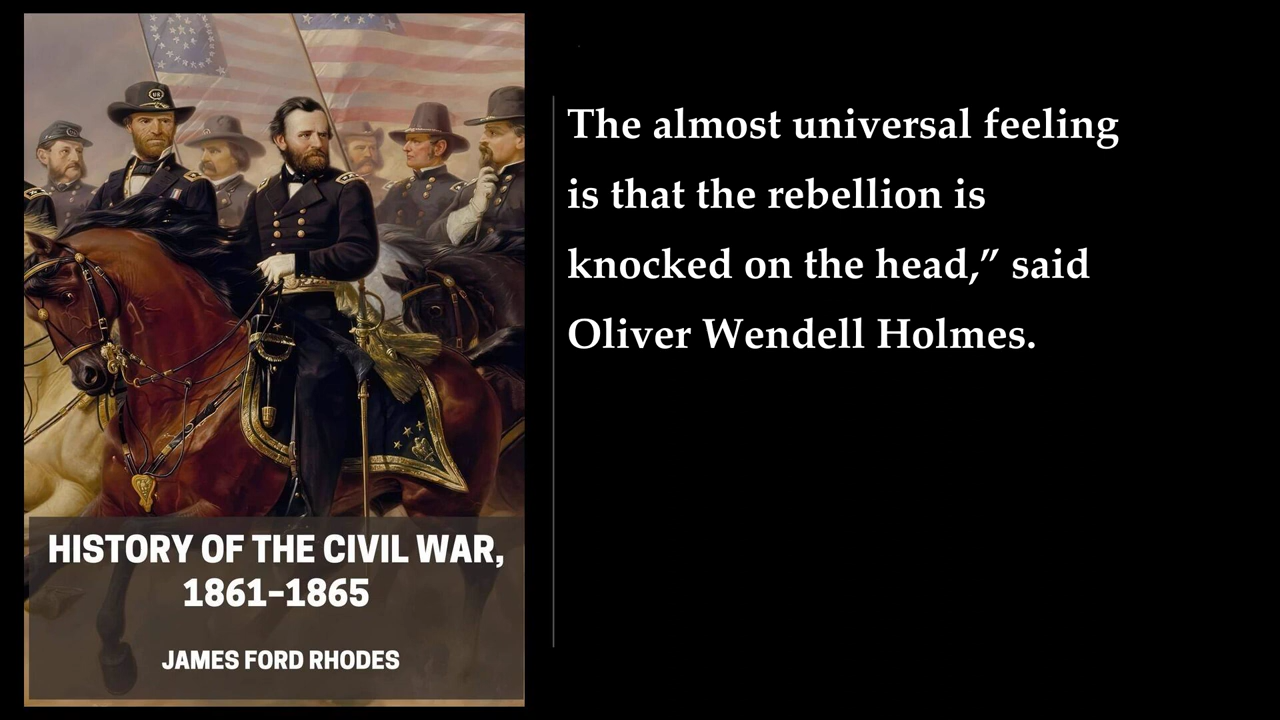 HISTORY OF THE CIVIL WAR,
1861–1865
JAMES FORD RHODES
The almost universal feeling
is that the rebellion is
knocked on the head,” said
Oliver Wendell Holmes.